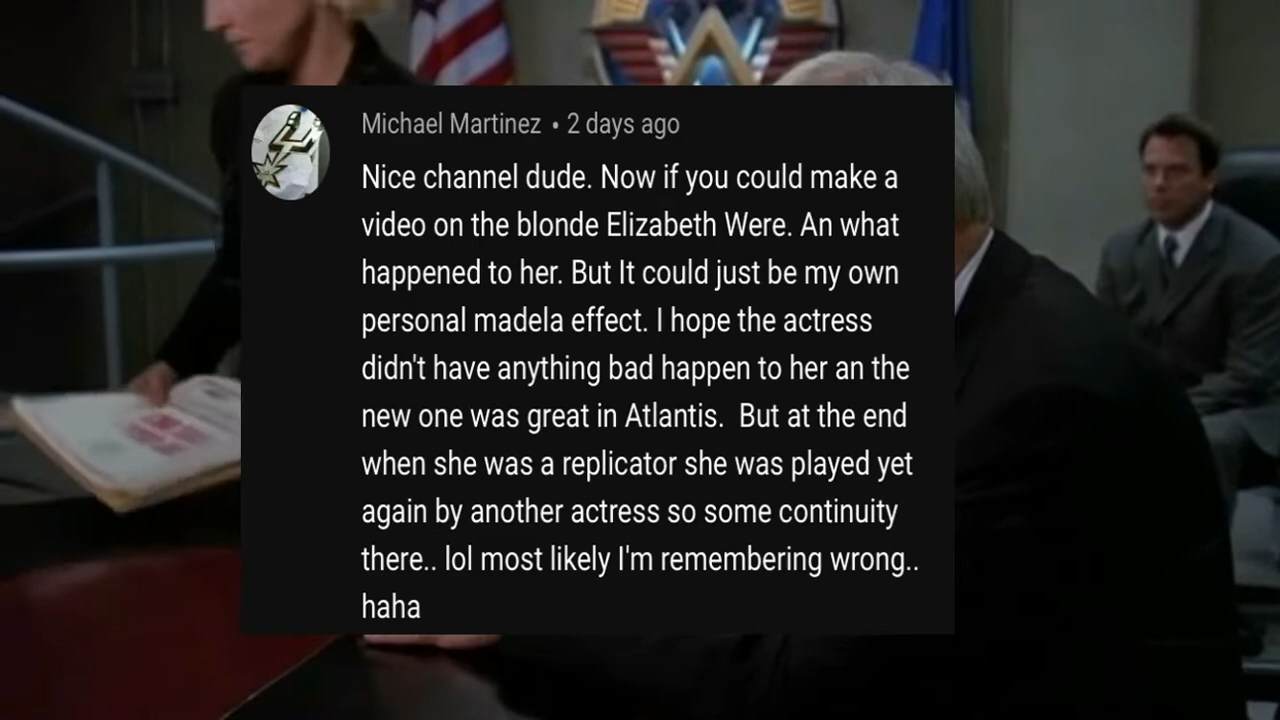 Michael Martinez • 2 days ago
Nice channel dude. Now if you could make a
video on the blonde Elizabeth Were. An what
happened to her. But It could just be my own
personal madela effect. I hope the actress
didn't have anything bad happen to her an the
new one was great in Atlantis.  But at the end
when she was a replicator she was played yet
again by another actress so some continuity
there.. lol most likely I'm remembering wrong..
haha